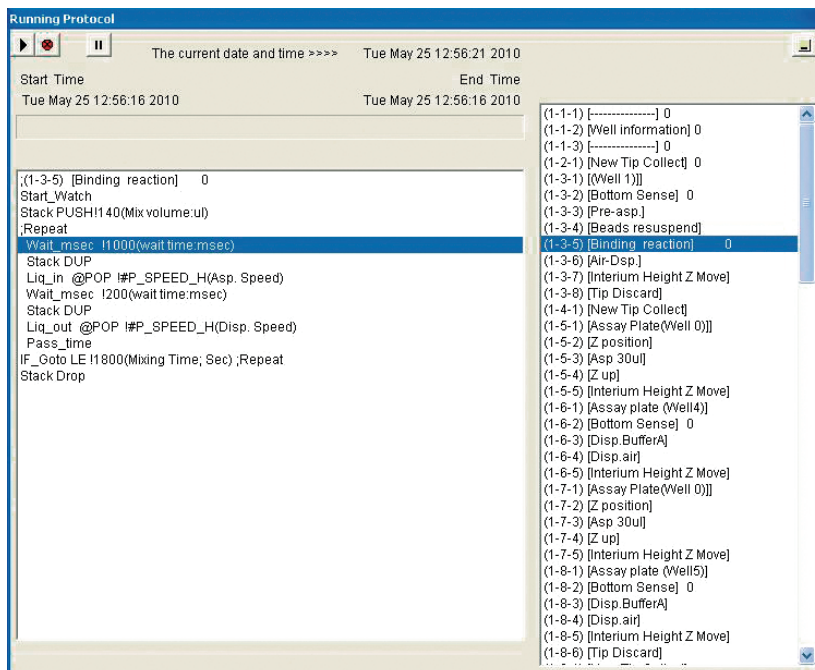 Running Protocol
The current date and time >>>> Tue May 25 12:56:21 2010
Start Time End Time
Tue May 25 12:56:16 2010 Tue May 25 12:56:16 2010
;(1-3-5) [Binding reaction] 0
Start_Watch
Stack PUSH!140(Mix volume:ul)
;Repeat
Wait_msec !1000(wait time:msec)
Stack DUP
Liq_in @POP !#P_SPEED_H(Asp. Speed)
Wait_msec !200(wait time:msec)
Stack DUP
Liq_out @POP !#P_SPEED_H(Disp. Speed)
Pass_time
IF_Goto LE !1800(Mixing Time; Sec) ;Repeat
Stack Drop
(1-1-1) [---------------] 0
(1-1-2) [Well information] 0
(1-1-3) [---------------] 0
(1-2-1) [New Tip Collect] 0
(1-3-1) [(Well 1)]]
(1-3-2) [Bottom Sense] 0
(1-3-3) [Pre-asp.]
(1-3-4) [Beads resuspend]
(1-3-5) [Binding reaction] 0
(1-3-6) [Air-Dsp.]
(1-3-7) [Interium Height Z Move]
(1-3-8) [Tip Discard]
(1-4-1) [New Tip Collect]
(1-5-1) [Assay Plate(Well 0)]]
(1-5-2) [Z position]
(1-5-3) [Asp 30ul]
(1-5-4) [Z up]
(1-5-5) [Interium Height Z Move]
(1-6-1) [Assay plate (Well4)]
(1-6-2) [Bottom Sense] 0
(1-6-3) [Disp.BufferA]
(1-6-4) [Disp.air]
(1-6-5) [Interium Height Z Move]
(1-7-1) [Assay Plate(Well 0)]]
(1-7-2) [Z position]
(1-7-3) [Asp 30ul]
(1-7-4) [Z up]
(1-7-5) [Interium Height Z Move]
(1-8-1) [Assay plate (Well5)]
(1-8-2) [Bottom Sense] 0
(1-8-3) [Disp.BufferA]
(1-8-4) [Disp.air]
(1-8-5) [Interium Height Z Move]
(1-8-6) [Tip Discard]